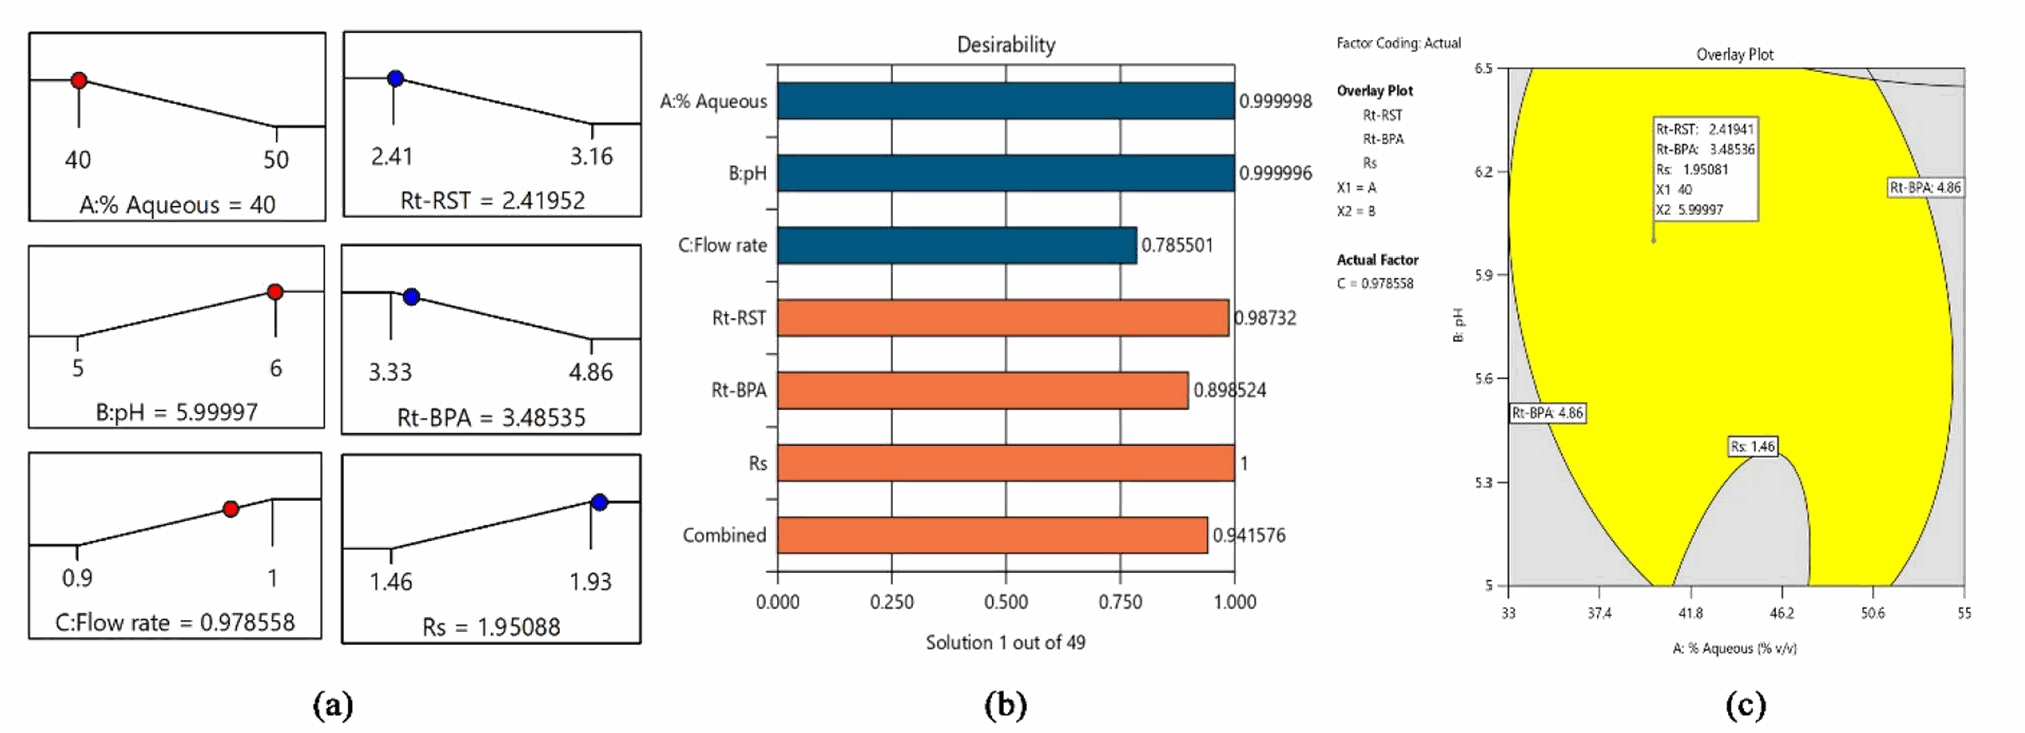 40
50
A:% Aqueous = 40
2.41
3.16
Rt-RST = 2.41952
5
6
B:pH = 5.99997
3.33
4.86
Rt-BPA = 3.48535
0.9
1
C:Flow rate = 0.978558
1.46
1.93
Rs = 1.95088
(a)
Desirability
A:% Aqueous
0.999998
B:pH
0.999996
C:Flow rate
0.785501
Rt-RST
0.98732
Rt-BPA
0.898524
Rs
1
Combined
0.941576
0.000
0.250
0.500
0.750
1.000
Solution 1 out of 49
(b)
Factor Coding: Actual
Overlay Plot
Rt-RST
Rt-BPA
Rs
X1 = A
X2 = B
Actual Factor
C = 0.978558
Overlay Plot
6.5
6.2
5.9
5.6
5.3
5
B: pH
Rt-RST: 2.41941
Rt-BPA: 3.48536
Rs: 1.95081
X1 40
X2 5.99997
Rt-BPA: 4.86
Rt-BPA: 4.86
Rs: 1.46
33
37.4
41.8
46.2
50.6
55
A: % Aqueous (% v/v)
(c)